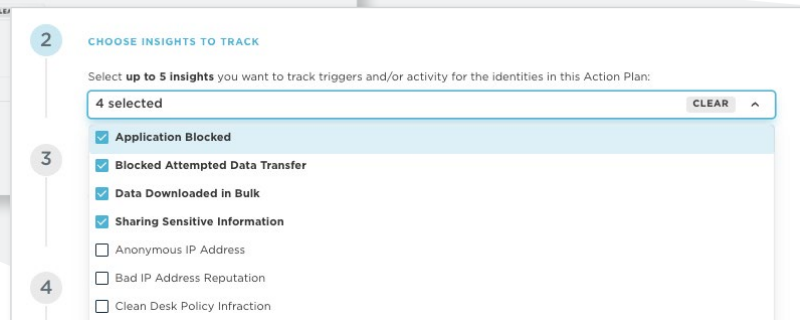 2
CHOOSE INSIGHTS TO TRACK
Select up to 5 insights you want to track triggers and/or activity for the identities in this Action Plan:
4 selected
CLEAR
Application Blocked
3
Blocked Attempted Data Transfer
Data Downloaded in Bulk
Sharing Sensitive Information
Anonymous IP Address
Bad IP Address Reputation
4
Clean Desk Policy Infraction